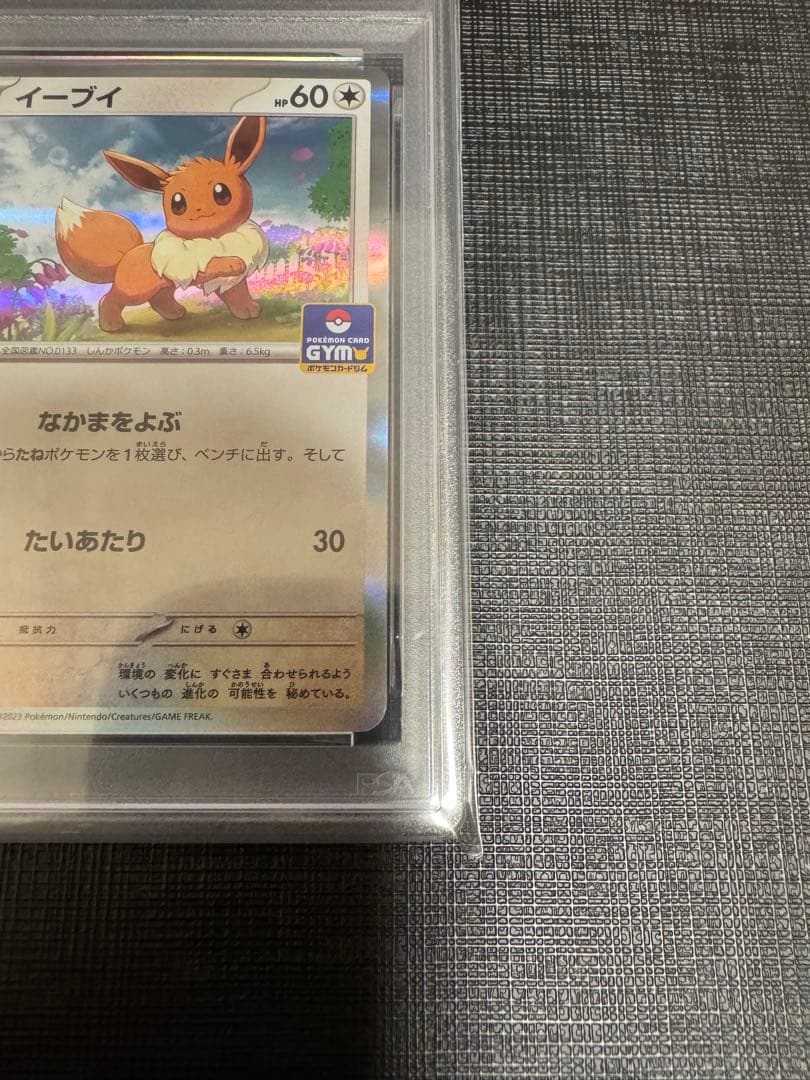 イーブイ HP60
全国図鑑NO.0133 しんかポケモン 高さ：0.3m 重さ：6.5kg
POKÉMON CARD
GYM
ポケモンカードジム
なかまをよぶ
らたねポケモンを1枚選び、ベンチに出す。そして
たいあたり 30
抵抗力 にげる
環境の 変化に すぐさま 合わせられるよう
いくつもの 進化の 可能性を 秘めている。
©2023 Pokémon/Nintendo/Creatures/GAME FREAK.
PSA